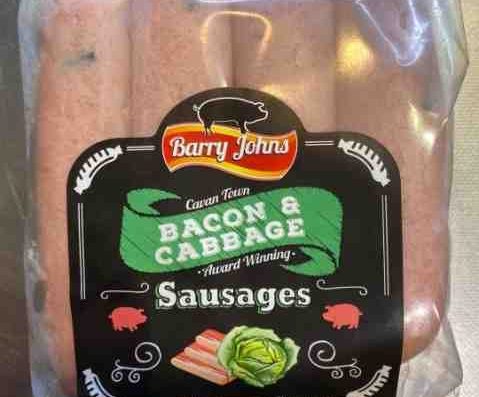 Barry Johns
Cavan Town
BACON &
CABBAGE
· Award Winning ·
Sausages